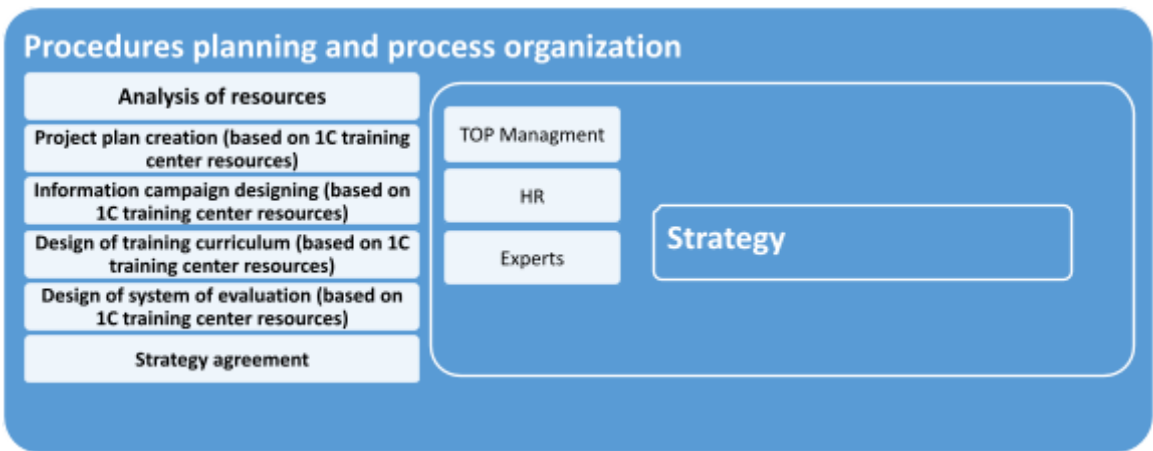 Procedures planning and process organization
Analysis of resources
Project plan creation (based on 1C training
center resources)
Information campaign designing (based on
1C training center resources)
Design of training curriculum (based on 1C
training center resources)
Design of system of evaluation (based on
1C training center resources)
Strategy agreement
TOP Managment
HR
Experts
Strategy